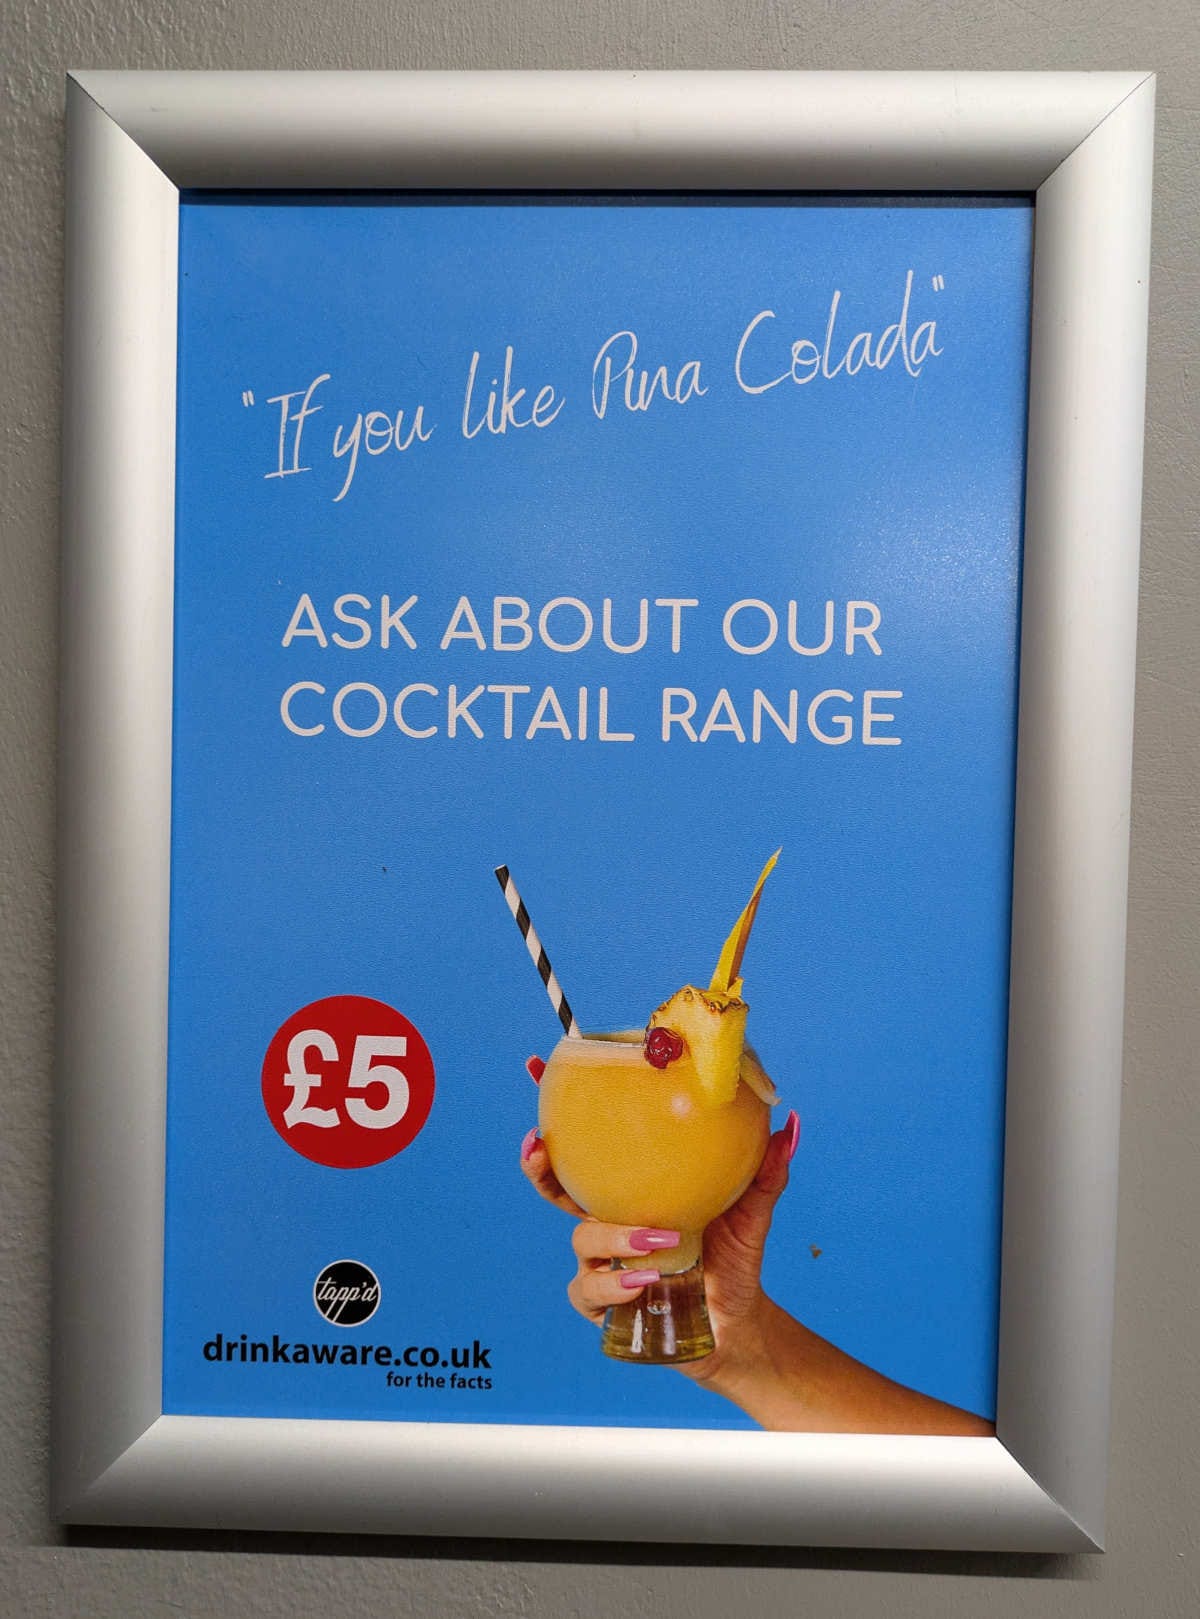 "If you like Pina Colada"
ASK ABOUT OUR
COCKTAIL RANGE
£5
tapp'd
drinkaware.co.uk
for the facts